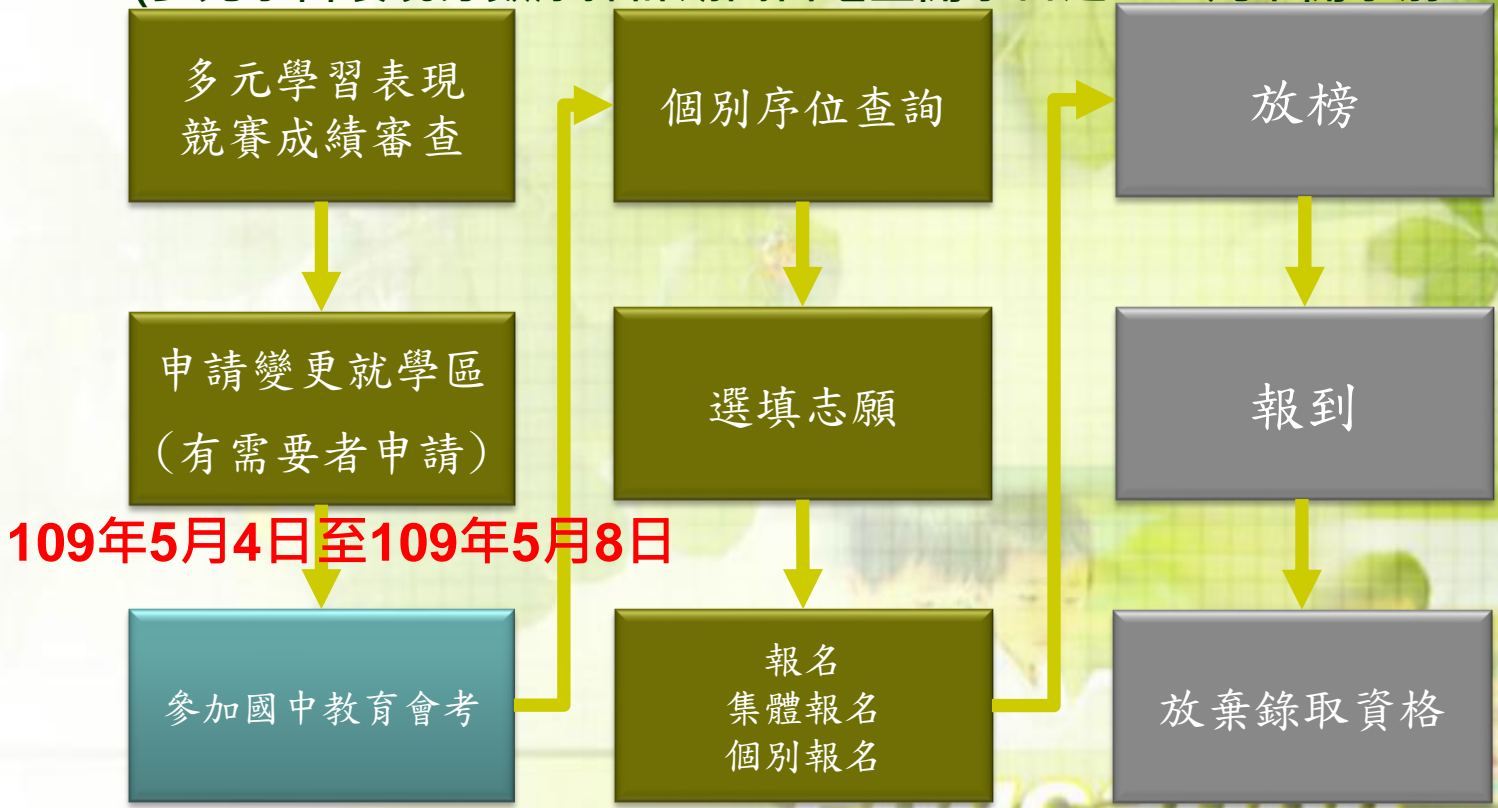 多元學習表現
競賽成績審查
申請變更就學區
（有需要者申請）
109年5月4日至109年5月8日
參加國中教育會考
個別序位查詢
選填志願
報名
集體報名
個別報名
放榜
報到
放棄錄取資格